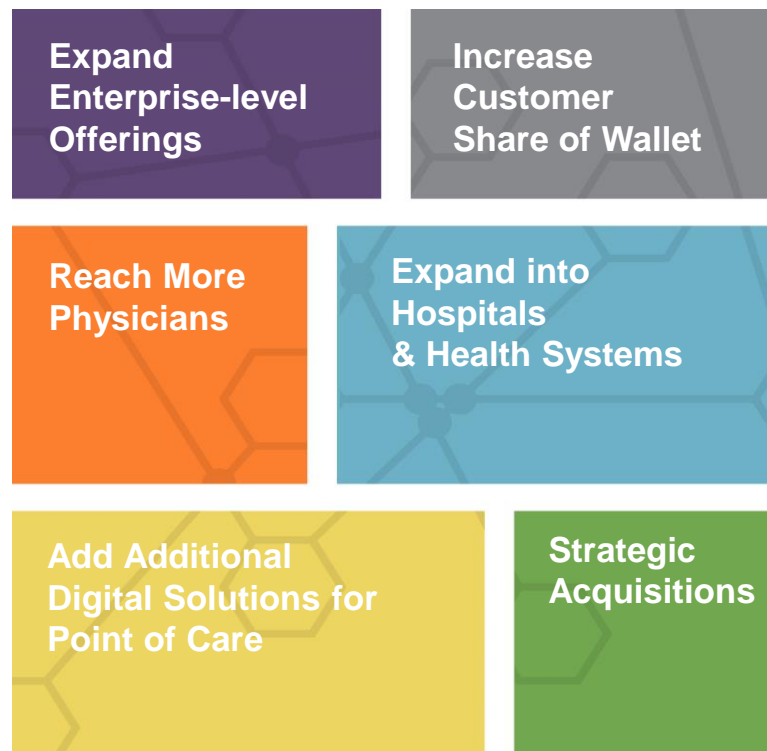 Expand
Enterprise-level
Offerings
Increase
Customer
Share of Wallet
Reach More
Physicians
Expand into
Hospitals
& Health Systems
Add Additional
Digital Solutions for
Point of Care
Strategic
Acquisitions